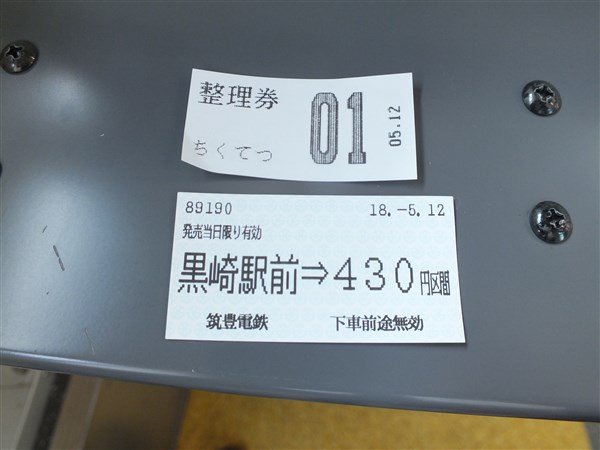 整理券
01
05.12
ちくてつ
89190 18.-5.12
発売当日限り有効
黒崎駅前⇒430円区間
筑豊電鉄 下車前途無効